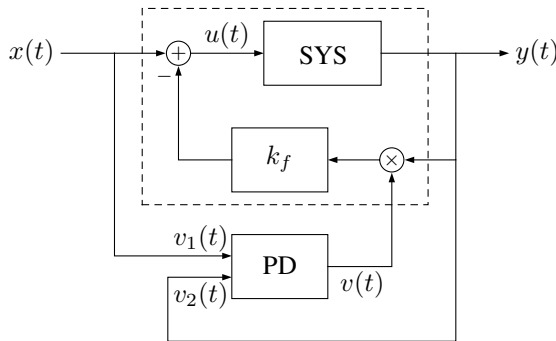 x(t) + u(t) SYS y(t)
−
k_f ×
v_1(t)
PD
v_2(t) v(t)